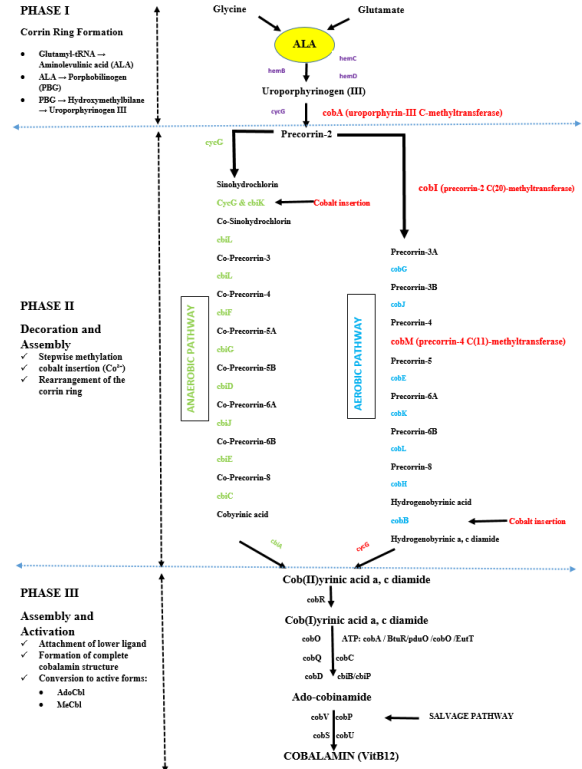 PHASE I
Corrin Ring Formation
• Glutamyl-tRNA →
Aminolevulinic acid (ALA)
• ALA → Porphobilinogen
(PBG)
• PBG → Hydroxymethylbilane
→ Uroporphyrinogen III
Glycine
Glutamate
ALA
hemB
hemC
hemD
Uroporphyrinogen (III)
cycG
cobA (uroporphyrin-III C-methyltransferase)
Precorrin-2
PHASE II
Decoration and
Assembly
✓ Stepwise methylation
✓ cobalt insertion (Co²⁺)
✓ Rearrangement of the
corrin ring
ANAEROBIC PATHWAY
cycG
Sinohydrochlorin
CycG & cbiK
Cobalt insertion
Co-Sinohydrochlorin
cbiL
Co-Precorrin-3
cbiL
Co-Precorrin-4
cbiF
Co-Precorrin-5A
cbiG
Co-Precorrin-5B
cbiD
Co-Precorrin-6A
cbiJ
Co-Precorrin-6B
cbiE
Co-Precorrin-8
cbiC
Cobyrinic acid
cbiA
AEROBIC PATHWAY
cobI (precorrin-2 C(20)-methyltransferase)
Precorrin-3A
cobG
Precorrin-3B
cobJ
Precorrin-4
cobM (precorrin-4 C(11)-methyltransferase)
Precorrin-5
cobE
Precorrin-6A
cobK
Precorrin-6B
cobL
Precorrin-8
cobH
Hydrogenobyrinic acid
cobB
Cobalt insertion
Hydrogenobyrinic a, c diamide
cycG
PHASE III
Assembly and
Activation
✓ Attachment of lower ligand
✓ Formation of complete
cobalamin structure
✓ Conversion to active forms:
• AdoCbl
• MeCbl
Cob(II)yrinic acid a, c diamide
cobR
Cob(I)yrinic acid a, c diamide
cobO ATP: cobA / BtuR/pduO /cobO /EutT
cobQ cobC
cobD cbiB/cbiP
Ado-cobinamide
cobV cobP
SALVAGE PATHWAY
cobS cobU
COBALAMIN (VitB12)